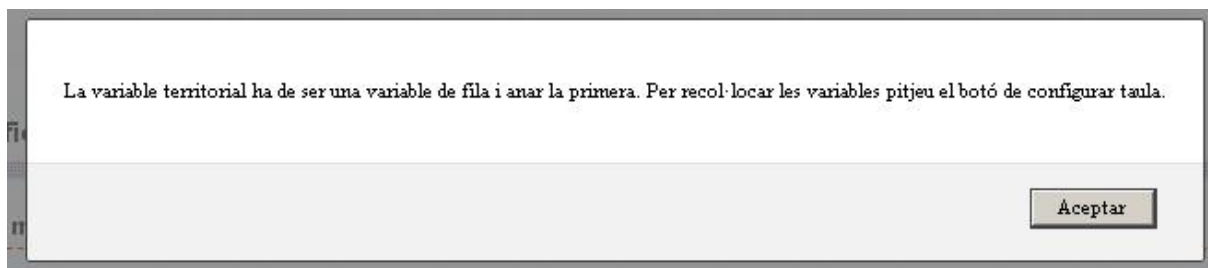 La variable territorial ha de ser una variable de fila i anar la primera. Per recol·locar les variables pitjeu el botó de configurar taula.
Aceptar